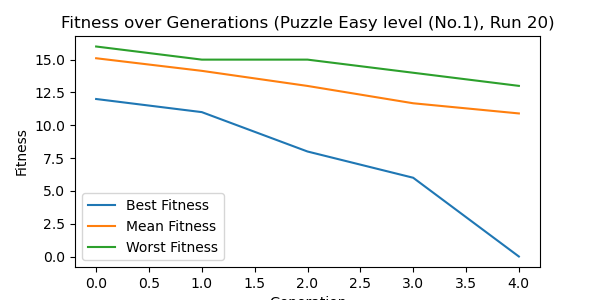 Fitness over Generations (Puzzle Easy level (No.1), Run 20)
15.0
12.5
10.0
7.5
5.0
2.5
0.0
Fitness
Best Fitness
Mean Fitness
Worst Fitness
0.0 0.5 1.0 1.5 2.0 2.5 3.0 3.5 4.0
Generation